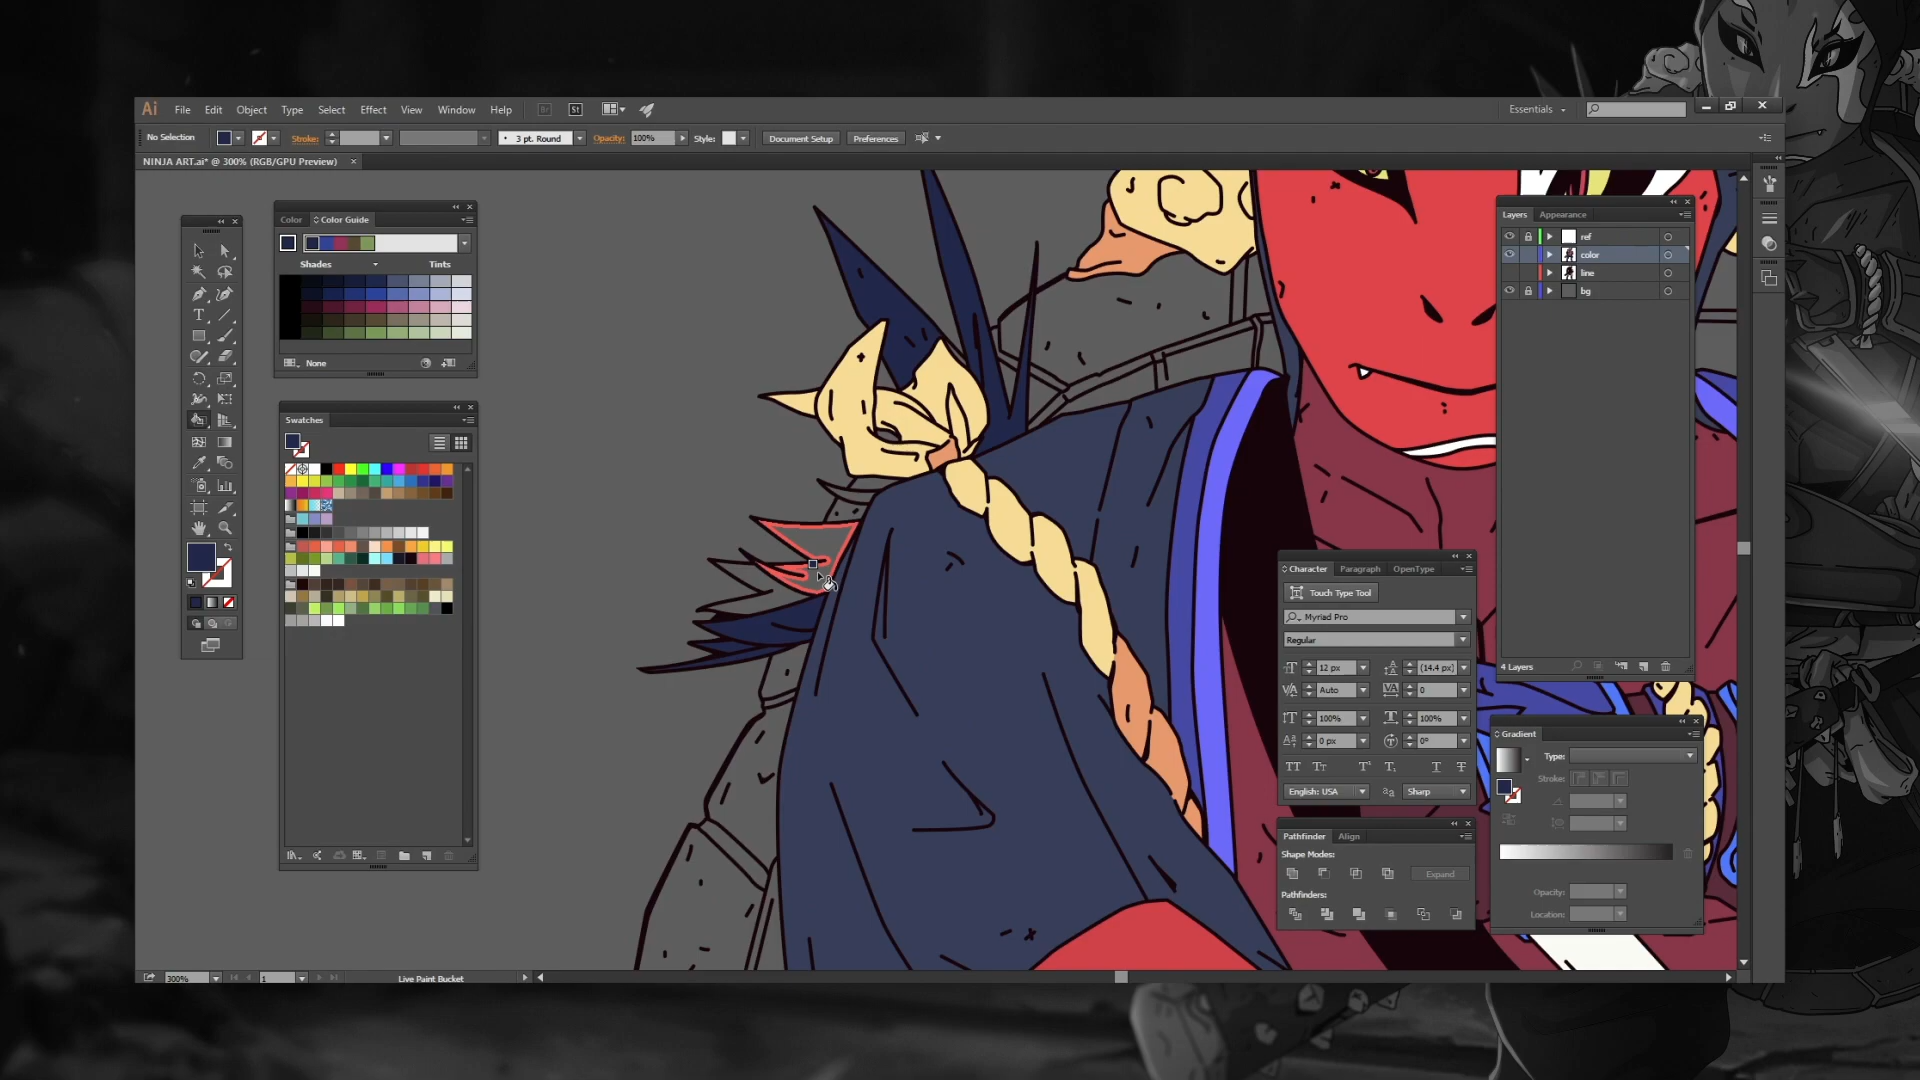 Ai File Edit Object Type Select Effect View Window Help Br St Essentials
No Selection Stroke: 3 pt. Round Opacity: 100% Style: Document Setup Preferences
NINJA ART.ai* @ 300% (RGB/GPU Preview)
Color Color Guide
Shades Tints
None
Swatches
Layers Appearance
ref
color
line
bg
4 Layers
Character Paragraph OpenType
Touch Type Tool
Myriad Pro
Regular
12 px (14.4 px)
Auto 0
100% 100%
0 px 0°
English: USA Sharp
Pathfinder Align
Shape Modes:
Expand
Pathfinders:
Gradient
Type:
Stroke:
Opacity:
Location:
300% 1 Live Paint Bucket